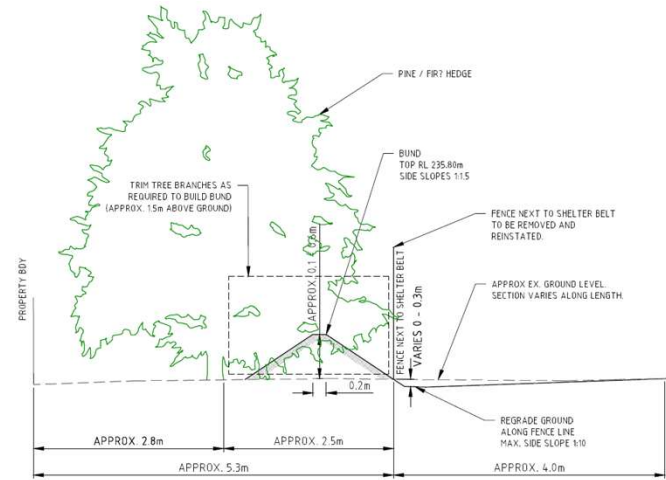 PINE / FIR? HEDGE
BUND
TOP RL 235.80m
SIDE SLOPES 1:1.5
TRIM TREE BRANCHES AS
REQUIRED TO BUILD BUND
(APPROX. 1.5m ABOVE GROUND)
FENCE NEXT TO SHELTER BELT
TO BE REMOVED AND
REINSTATED.
PROPERTY BDY
APPROX. 0.1 - 0.6m
FENCE NEXT TO SHELTER BELT
VARIES 0 - 0.3m
APPROX EX. GROUND LEVEL.
SECTION VARIES ALONG LENGTH.
0.2m
REGRADE GROUND
ALONG FENCE LINE
MAX. SIDE SLOPE 1:10
APPROX. 2.8m
APPROX. 2.5m
APPROX. 5.3m
APPROX. 4.0m